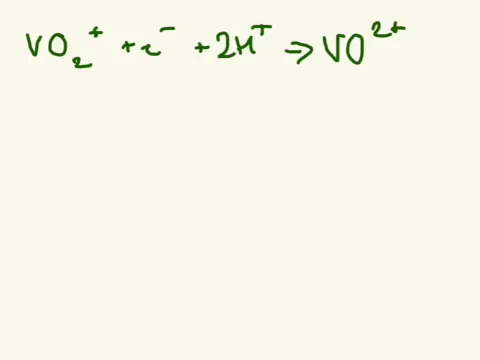 VO₂⁺ + e⁻ + 2H⁺ ⇒ VO²⁺